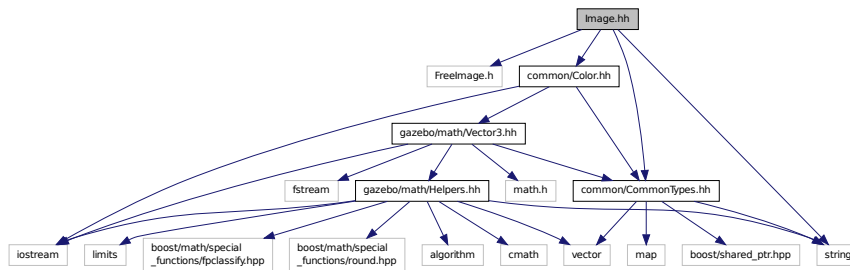 Image.hh
FreeImage.h
common/Color.hh
gazebo/math/Vector3.hh
fstream
gazebo/math/Helpers.hh
math.h
common/CommonTypes.hh
iostream
limits
boost/math/special
_functions/fpclassify.hpp
boost/math/special
_functions/round.hpp
algorithm
cmath
vector
map
boost/shared_ptr.hpp
string